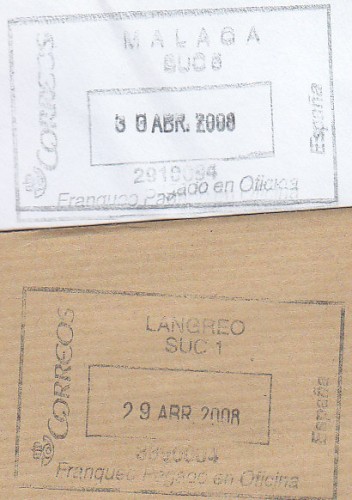 MALAGA
SUC 6
CORREOS
30 ABR. 2008
España
2918094
Franqueo Pagado en Oficina
LANGREO
SUC 1
CORREOS
29 ABR 2008
España
Franqueo Pagado en Oficina